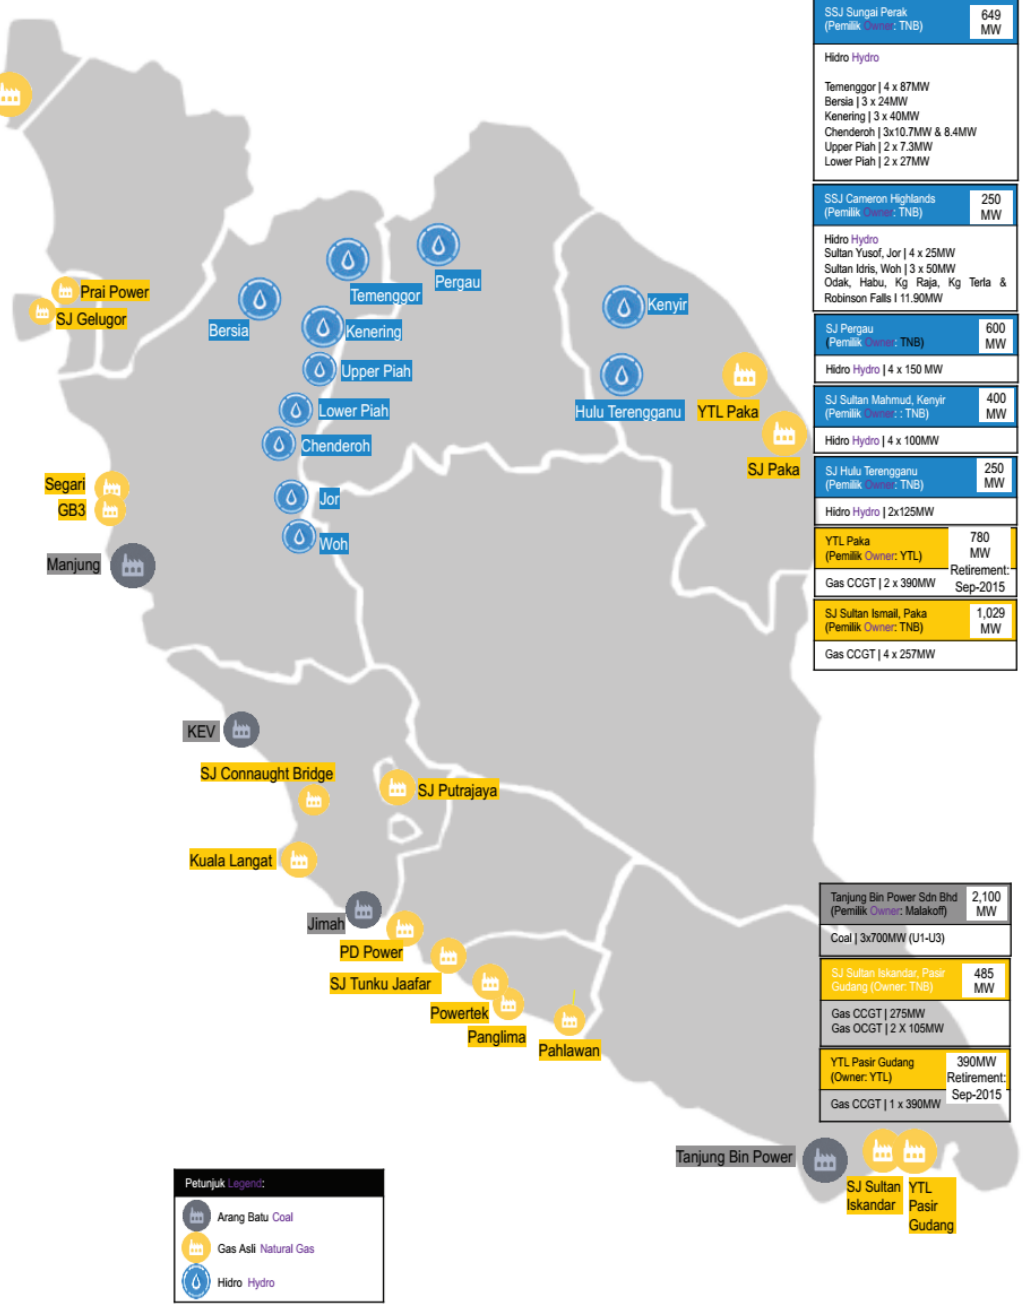 SSJ Sungai Perak
(Pemilik Owner: TNB)
649
MW
Hidro Hydro
Temenggor | 4 x 87MW
Bersia | 3 x 24MW
Kenering | 3 x 40MW
Chenderoh | 3x10.7MW & 8.4MW
Upper Piah | 2 x 7.3MW
Lower Piah | 2 x 27MW
SSJ Cameron Highlands
(Pemilik Owner: TNB)
250
MW
Hidro Hydro
Sultan Yusof, Jor | 4 x 25MW
Sultan Idris, Woh | 3 x 50MW
Odak, Habu, Kg Raja, Kg Terla &
Robinson Falls I 11.90MW
SJ Pergau
(Pemilik Owner: TNB)
600
MW
Hidro Hydro | 4 x 150 MW
SJ Sultan Mahmud, Kenyir
(Pemilik Owner: : TNB)
400
MW
Hidro Hydro | 4 x 100MW
SJ Hulu Terengganu
(Pemilik Owner: TNB)
250
MW
Hidro Hydro | 2x125MW
YTL Paka
(Pemilik Owner: YTL)
780
MW
Retirement:
Sep-2015
Gas CCGT | 2 x 390MW
SJ Sultan Ismail, Paka
(Pemilik Owner: TNB)
1,029
MW
Gas CCGT | 4 x 257MW
Prai Power
SJ Gelugor
Bersia
Temenggor
Pergau
Kenering
Upper Piah
Lower Piah
Chenderoh
Kenyir
Hulu Terengganu
YTL Paka
SJ Paka
Segari
GB3
Jor
Woh
Manjung
KEV
SJ Connaught Bridge
SJ Putrajaya
Kuala Langat
Jimah
PD Power
SJ Tunku Jaafar
Powertek
Panglima
Pahlawan
Tanjung Bin Power Sdn Bhd
(Pemilik Owner: Malakoff)
2,100
MW
Coal | 3x700MW (U1-U3)
SJ Sultan Iskandar, Pasir
Gudang (Owner: TNB)
485
MW
Gas CCGT | 275MW
Gas OCGT | 2 X 105MW
YTL Pasir Gudang
(Owner: YTL)
390MW
Retirement:
Sep-2015
Gas CCGT | 1 x 390MW
Tanjung Bin Power
SJ Sultan
Iskandar
YTL
Pasir
Gudang
Petunjuk Legend:
Arang Batu Coal
Gas Asli Natural Gas
Hidro Hydro